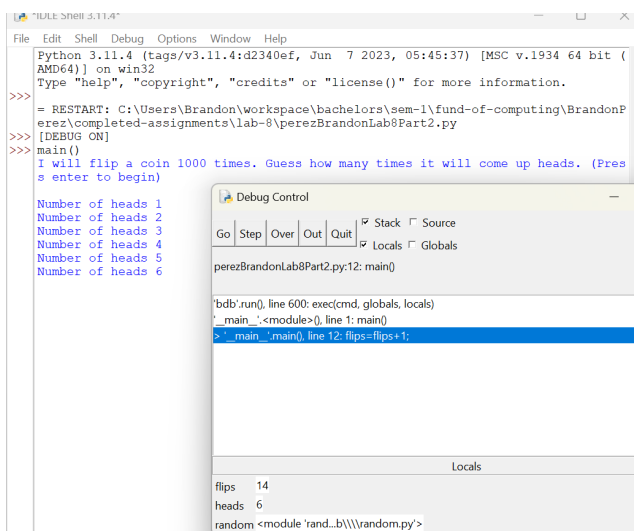 *IDLE Shell 3.11.4*
File Edit Shell Debug Options Window Help
Python 3.11.4 (tags/v3.11.4:d2340ef, Jun  7 2023, 05:45:37) [MSC v.1934 64 bit (
AMD64)] on win32
Type "help", "copyright", "credits" or "license()" for more information.
>>>
= RESTART: C:\Users\Brandon\workspace\bachelors\sem-1\fund-of-computing\BrandonP
erez\completed-assignments\lab-8\perezBrandonLab8Part2.py
>>> [DEBUG ON]
>>> main()
I will flip a coin 1000 times. Guess how many times it will come up heads. (Pres
s enter to begin)
Number of heads 1
Number of heads 2
Number of heads 3
Number of heads 4
Number of heads 5
Number of heads 6
Debug Control
Go Step Over Out Quit Stack Source
Locals Globals
perezBrandonLab8Part2.py:12: main()
'bdb'.run(), line 600: exec(cmd, globals, locals)
'__main__'.<module>(), line 1: main()
> '__main__'.main(), line 12: flips=flips+1;
Locals
flips 14
heads 6
random <module 'rand...b\\\\random.py'>